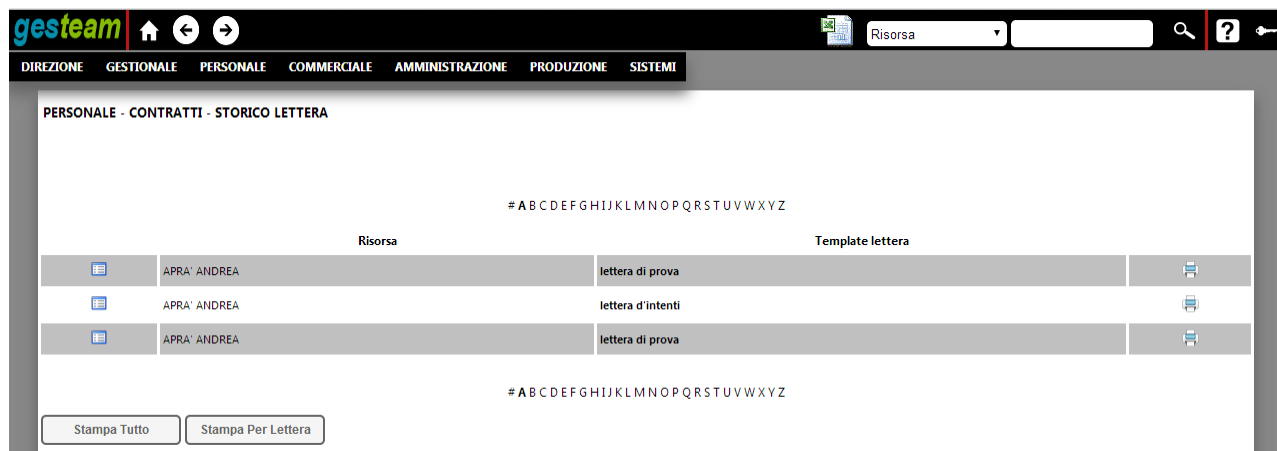 gesteam
Risorsa
?
DIREZIONE GESTIONALE PERSONALE COMMERCIALE AMMINISTRAZIONE PRODUZIONE SISTEMI
PERSONALE - CONTRATTI - STORICO LETTERA
# A B C D E F G H I J K L M N O P Q R S T U V W X Y Z
Risorsa Template lettera
APRA' ANDREA lettera di prova
APRA' ANDREA lettera d'intenti
APRA' ANDREA lettera di prova
# A B C D E F G H I J K L M N O P Q R S T U V W X Y Z
Stampa Tutto Stampa Per Lettera